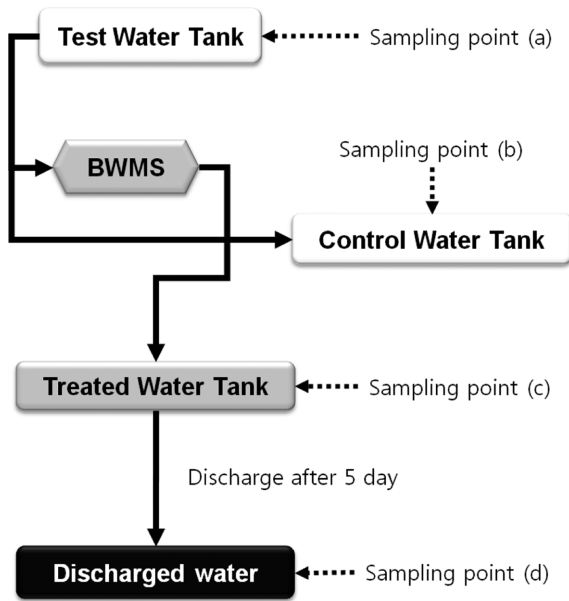 Test Water Tank
Sampling point (a)
BWMS
Sampling point (b)
Control Water Tank
Treated Water Tank
Sampling point (c)
Discharge after 5 day
Discharged water
Sampling point (d)